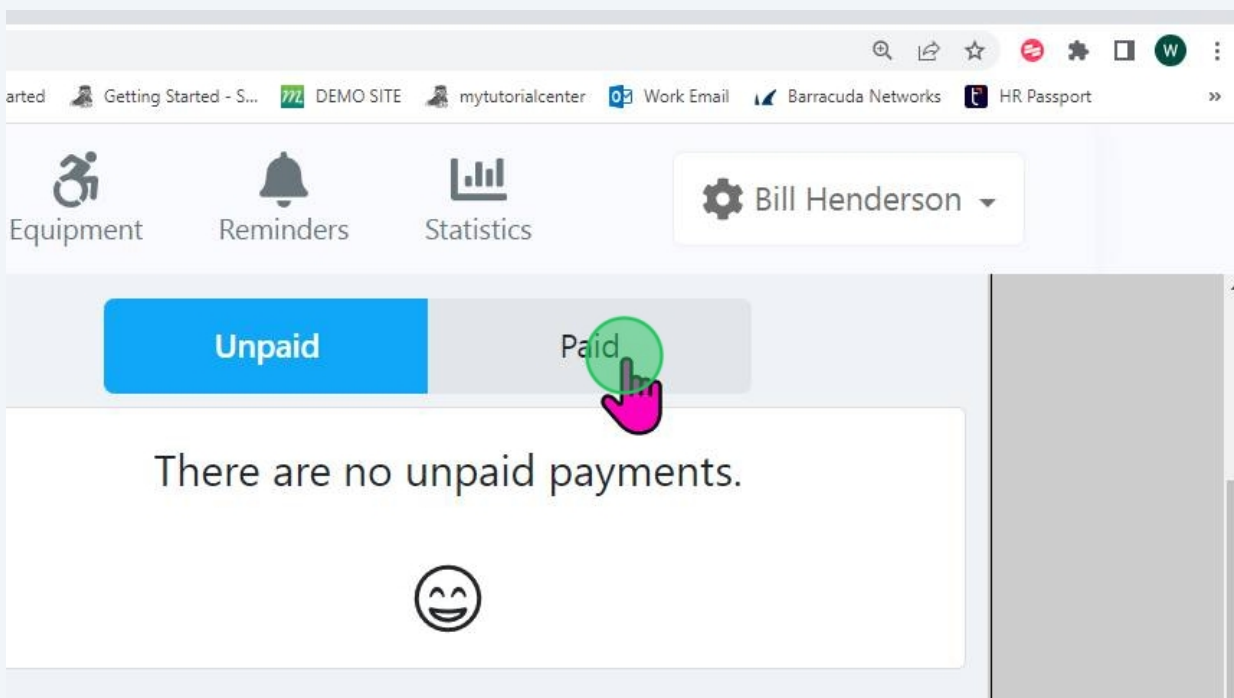 W
arted Getting Started - S... DEMO SITE mytutorialcenter Work Email Barracuda Networks HR Passport »
Equipment Reminders Statistics Bill Henderson
Unpaid Paid
There are no unpaid payments.